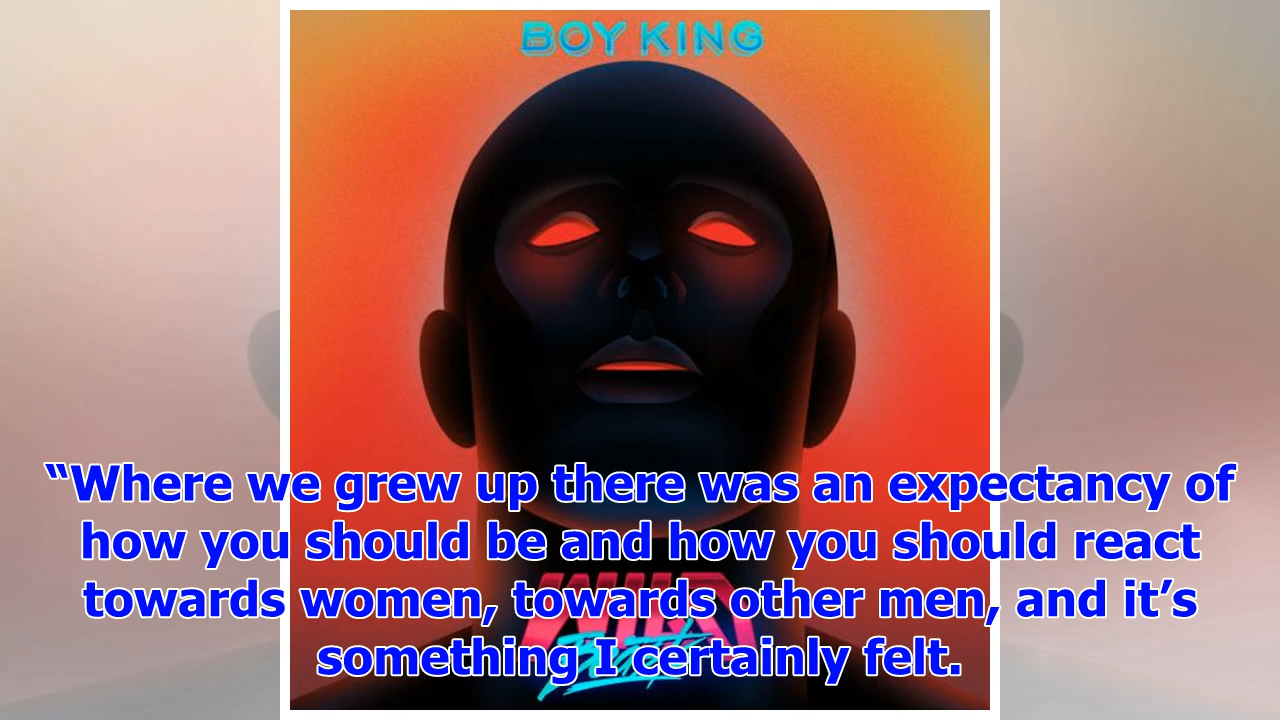 BOY KING
“Where we grew up there was an expectancy of
how you should be and how you should react
towards women, towards other men, and it’s
something I certainly felt.
WILD